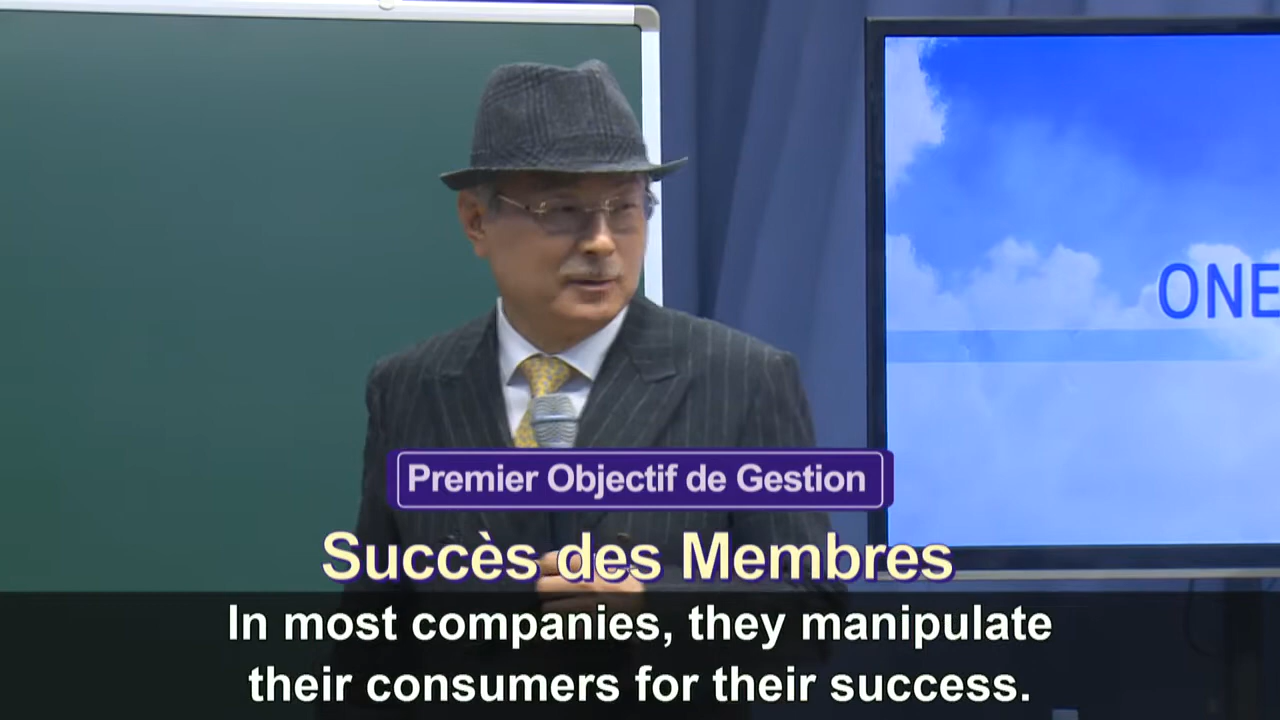 ONE
Premier Objectif de Gestion
Succès des Membres
In most companies, they manipulate
their consumers for their success.